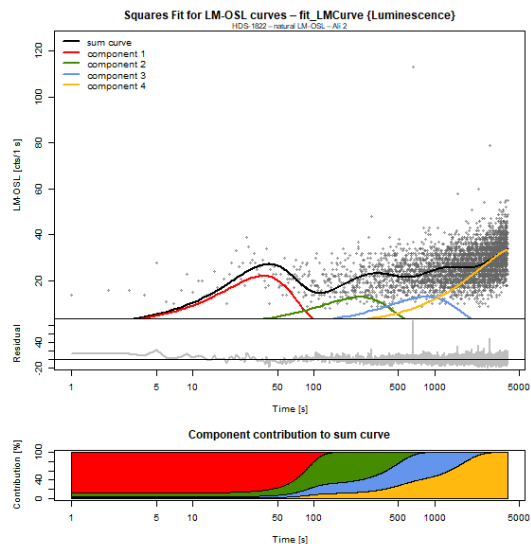 Squares Fit for LM-OSL curves – fit_LMCurve {Luminescence}
HDS-1822 – natural LM-OSL – Ali 2
sum curve
component 1
component 2
component 3
component 4
LM-OSL [cts/1 s]
120
100
80
60
40
20
Residual
40
-20
1
5
10
50
100
500
1000
5000
Time [s]
Component contribution to sum curve
Contribution [%]
100
40
0
1
5
10
50
100
500
1000
5000
Time [s]